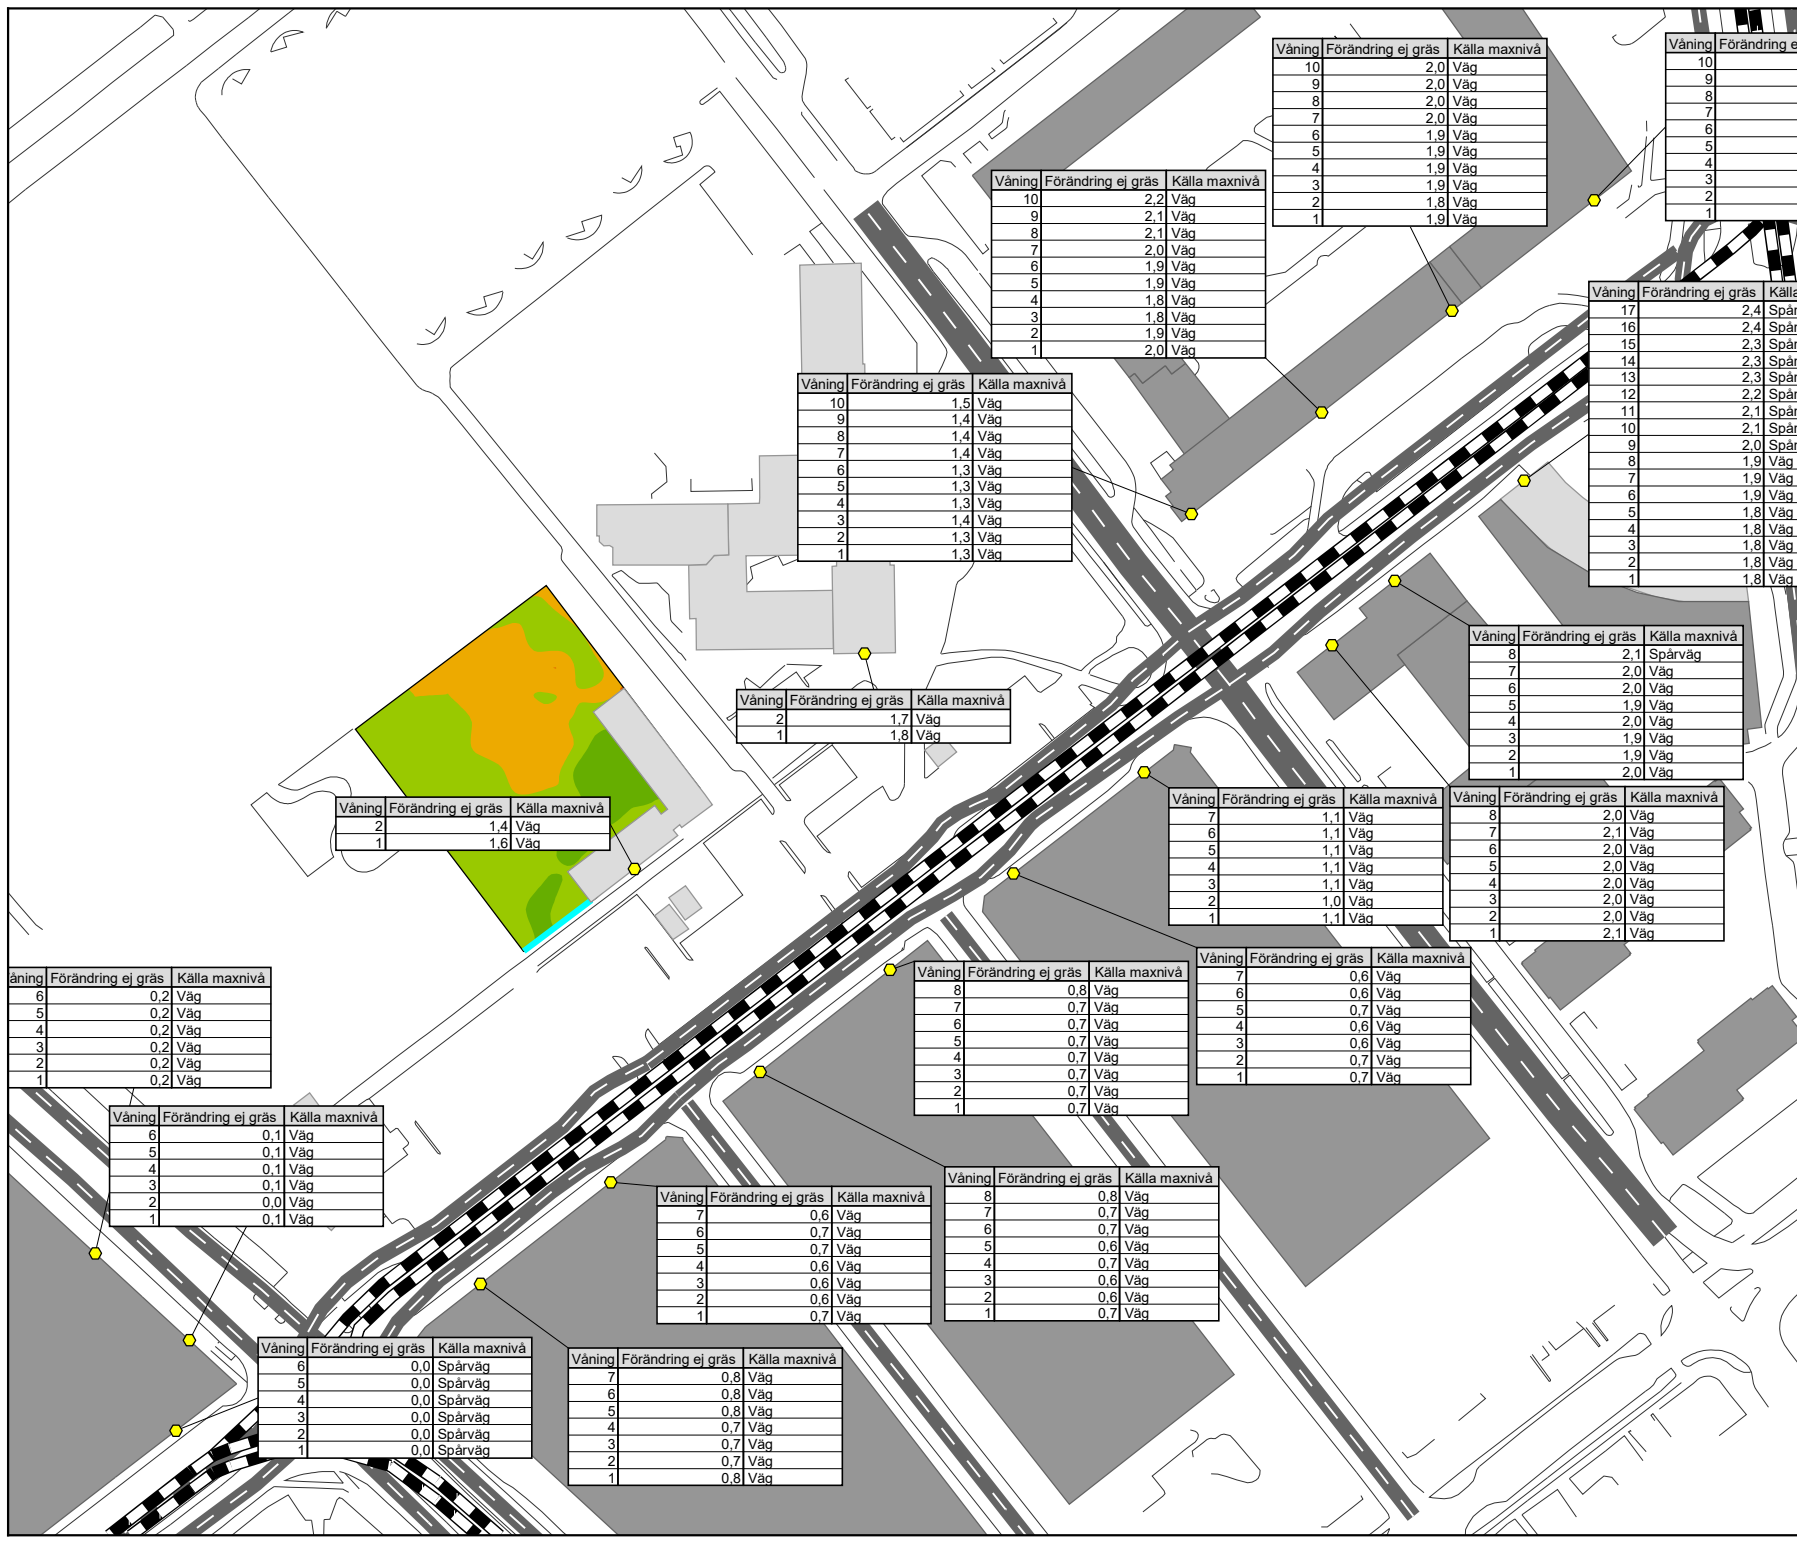 Våning Förändring ej gräs Källa maxnivå
10 2,0 Väg
9 2,0 Väg
8 2,0 Väg
7 2,0 Väg
6 1,9 Väg
5 1,9 Väg
4 1,9 Väg
3 1,9 Väg
2 1,8 Väg
1 1,9 Väg
Våning Förändring e
10
9
8
7
6
5
4
3
2
1
Våning Förändring ej gräs Källa maxnivå
10 2,2 Väg
9 2,1 Väg
8 2,1 Väg
7 2,0 Väg
6 1,9 Väg
5 1,9 Väg
4 1,8 Väg
3 1,8 Väg
2 1,9 Väg
1 2,0 Väg
Våning Förändring ej gräs Källa
17 2,4 Spår
16 2,4 Spår
15 2,3 Spår
14 2,3 Spår
13 2,3 Spår
12 2,2 Spår
11 2,1 Spår
10 2,1 Spår
9 2,0 Spår
8 1,9 Väg
7 1,9 Väg
6 1,9 Väg
5 1,8 Väg
4 1,8 Väg
3 1,8 Väg
2 1,8 Väg
1 1,8 Väg
Våning Förändring ej gräs Källa maxnivå
10 1,5 Väg
9 1,4 Väg
8 1,4 Väg
7 1,4 Väg
6 1,3 Väg
5 1,3 Väg
4 1,3 Väg
3 1,4 Väg
2 1,3 Väg
1 1,3 Väg
Våning Förändring ej gräs Källa maxnivå
8 2,1 Spårväg
7 2,0 Väg
6 2,0 Väg
5 1,9 Väg
4 2,0 Väg
3 1,9 Väg
2 1,9 Väg
1 2,0 Väg
Våning Förändring ej gräs Källa maxnivå
2 1,7 Väg
1 1,8 Väg
Våning Förändring ej gräs Källa maxnivå
2 1,4 Väg
1 1,6 Väg
Våning Förändring ej gräs Källa maxnivå
7 1,1 Väg
6 1,1 Väg
5 1,1 Väg
4 1,1 Väg
3 1,1 Väg
2 1,0 Väg
1 1,1 Väg
Våning Förändring ej gräs Källa maxnivå
8 2,0 Väg
7 2,1 Väg
6 2,0 Väg
5 2,0 Väg
4 2,0 Väg
3 2,0 Väg
2 2,0 Väg
1 2,1 Väg
åning Förändring ej gräs Källa maxnivå
6 0,2 Väg
5 0,2 Väg
4 0,2 Väg
3 0,2 Väg
2 0,2 Väg
1 0,2 Väg
Våning Förändring ej gräs Källa maxnivå
8 0,8 Väg
7 0,7 Väg
6 0,7 Väg
5 0,7 Väg
4 0,7 Väg
3 0,7 Väg
2 0,7 Väg
1 0,7 Väg
Våning Förändring ej gräs Källa maxnivå
7 0,6 Väg
6 0,6 Väg
5 0,7 Väg
4 0,6 Väg
3 0,6 Väg
2 0,7 Väg
1 0,7 Väg
Våning Förändring ej gräs Källa maxnivå
6 0,1 Väg
5 0,1 Väg
4 0,1 Väg
3 0,1 Väg
2 0,0 Väg
1 0,1 Väg
Våning Förändring ej gräs Källa maxnivå
7 0,6 Väg
6 0,7 Väg
5 0,7 Väg
4 0,6 Väg
3 0,6 Väg
2 0,6 Väg
1 0,7 Väg
Våning Förändring ej gräs Källa maxnivå
8 0,8 Väg
7 0,7 Väg
6 0,7 Väg
5 0,6 Väg
4 0,7 Väg
3 0,6 Väg
2 0,6 Väg
1 0,7 Väg
Våning Förändring ej gräs Källa maxnivå
6 0,0 Spårväg
5 0,0 Spårväg
4 0,0 Spårväg
3 0,0 Spårväg
2 0,0 Spårväg
1 0,0 Spårväg
Våning Förändring ej gräs Källa maxnivå
7 0,8 Väg
6 0,8 Väg
5 0,8 Väg
4 0,7 Väg
3 0,7 Väg
2 0,7 Väg
1 0,8 Väg